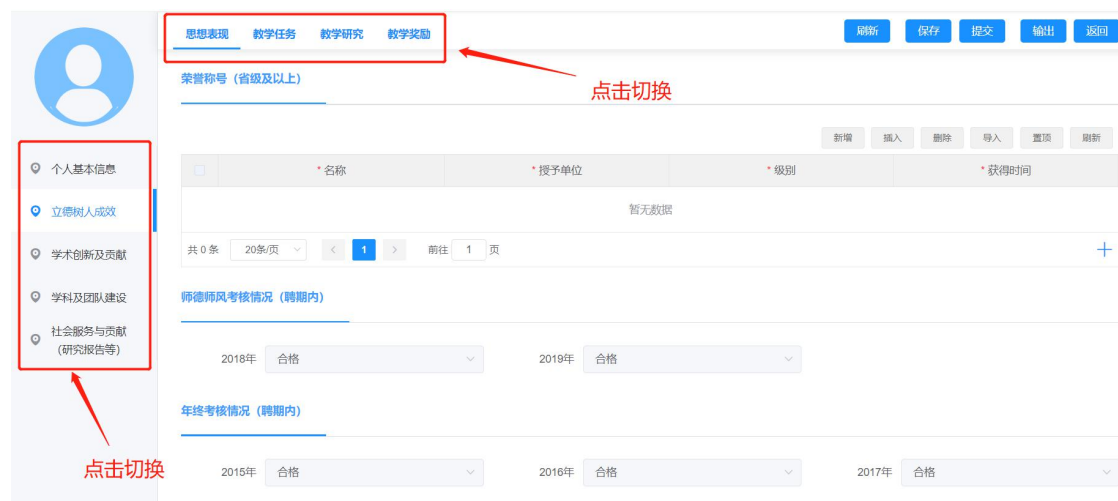 思想表现 教学任务 教学研究 教学奖励 刷新 保存 提交 输出 返回
点击切换
荣誉称号（省级及以上）
新增 插入 删除 导入 置顶 刷新
* 名称 * 授予单位 * 级别 * 获得时间
暂无数据
共 0 条 20条/页 < 1 > 前往 1 页 +
师德师风考核情况（聘期内）
2018年 合格 2019年 合格
年终考核情况（聘期内）
2015年 合格 2016年 合格 2017年 合格
个人基本信息
立德树人成效
学术创新及贡献
学科及团队建设
社会服务与贡献
（研究报告等）
点击切换